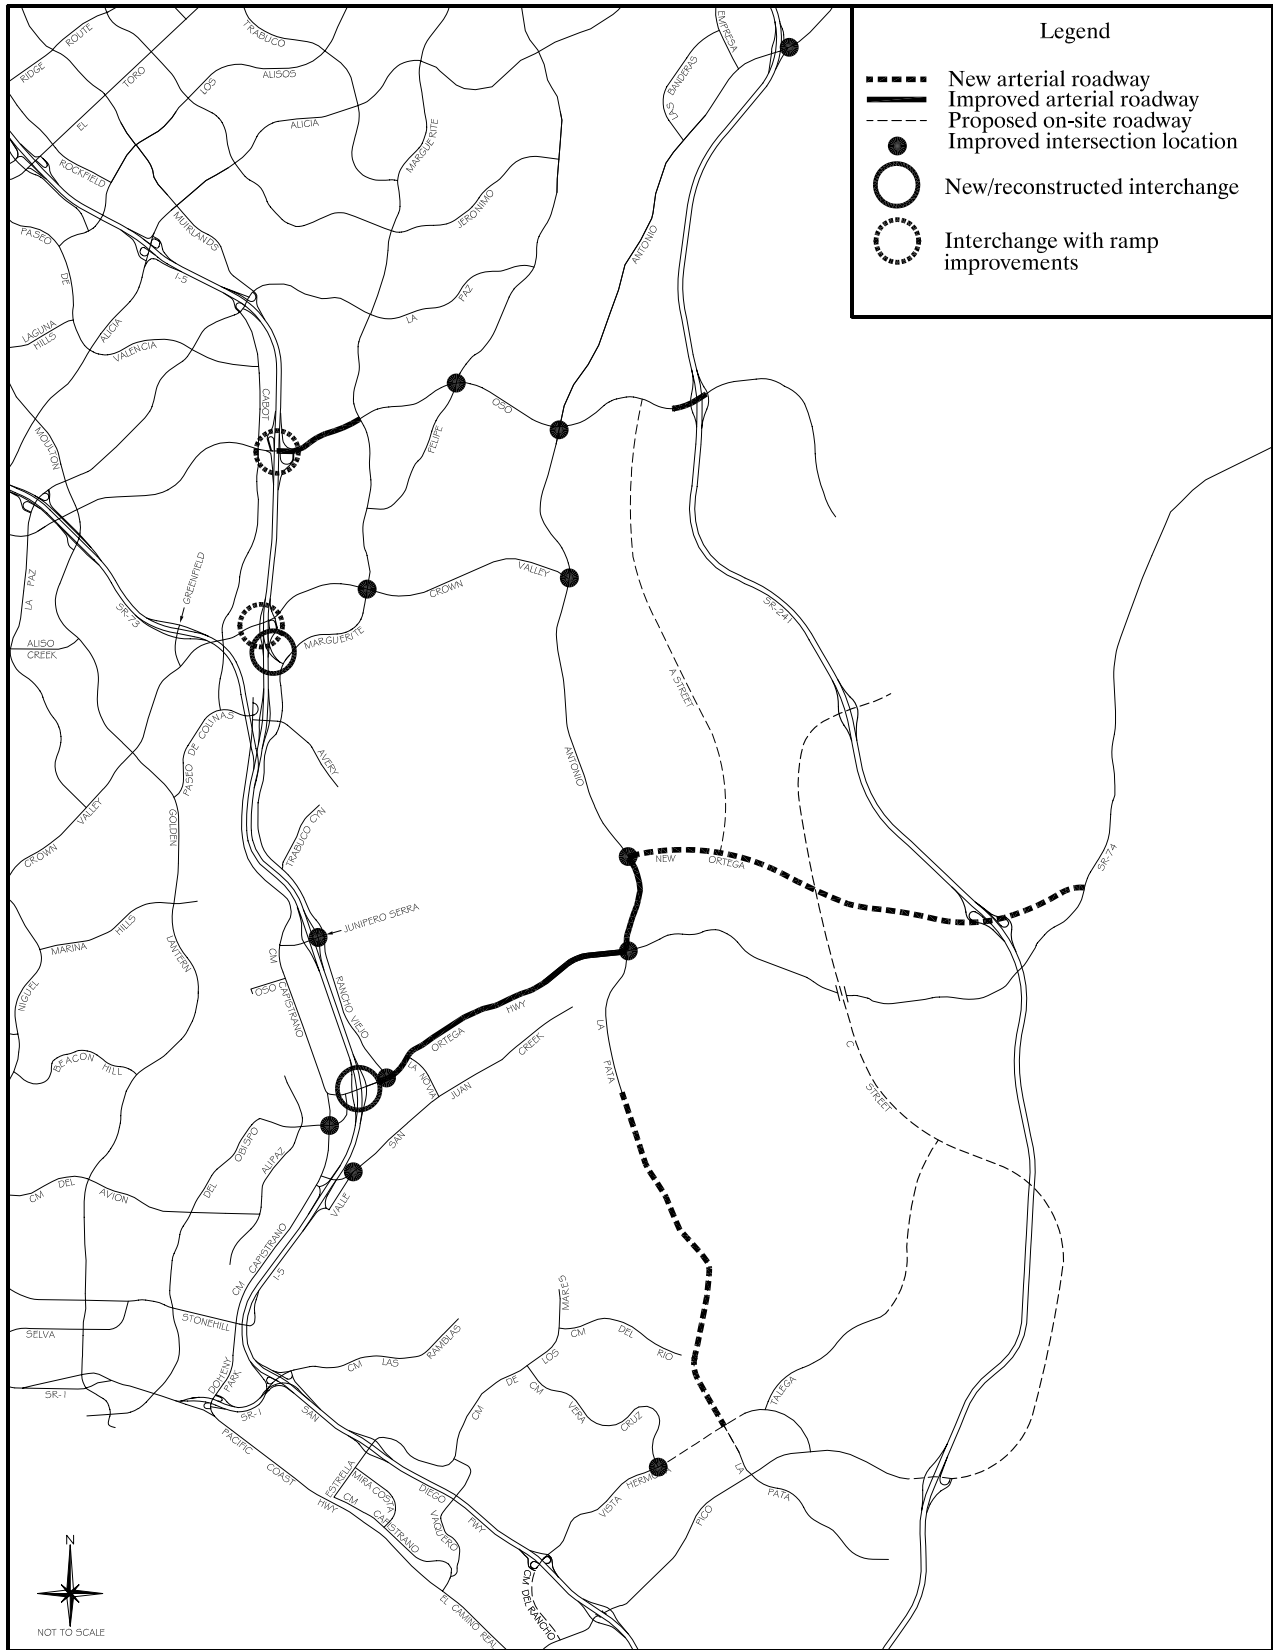 Legend
New arterial roadway
Improved arterial roadway
Proposed on-site roadway
Improved intersection location
New/reconstructed interchange
Interchange with ramp
improvements
RIDGE
ROUTE
TRABUCO
EMPRESA
EL
TORO
LOS
ALISOS
LAS BANDERAS
ALICIA
MARGUERITE
ROCKFIELD
MUIRLANDS
JERONIMO
ANTONIO
PASEO
DE
I-5
LAGUNA
HILLS
ALICIA
VALENCIA
LA
PAZ
CABOT
OSO
FELIPE
MOULTON
LA PAZ
GREENFIELD
SR-73
CROWN
VALLEY
SR-241
ALISO
CREEK
MARGUERITE
A STREET
PASEO DE COLINAS
AVERY
ANTONIO
CROWN
VALLEY
GOLDEN
TRABUCO CYN
NEW
ORTEGA
SR-74
JUNIPERO SERRA
MARINA
HILLS
LANTERN
CM
CAPISTRANO
OSO
RANCHO VIEJO
NIGUEL
ORTEGA
HWY
LA
PATA
C
STREET
BEACON
HILL
LA NOVIA
CREEK
JUAN
SAN
OBISPO
DEL
ALIPAZ
VALLE
CM
DEL
AVION
CM CAPISTRANO
I-5
STONEHILL
SELVA
MARES
CM
DEL
RIO
LOS
DE
CM
CM
LAS
RAMBLAS
DOHENY
PARK
SR-1
SR-1
SAN
CM
VERA
CRUZ
TALEGA
PACIFIC
COAST
HWY
ESTRELLA
MIRA COSTA
CM
CAPISTRANO
DIEGO
FWY
VAQUERO
VISTA
HERMOSA
PICO
LA
PATA
CM DEL RANCHO
EL CAMINO REAL
N
NOT TO SCALE